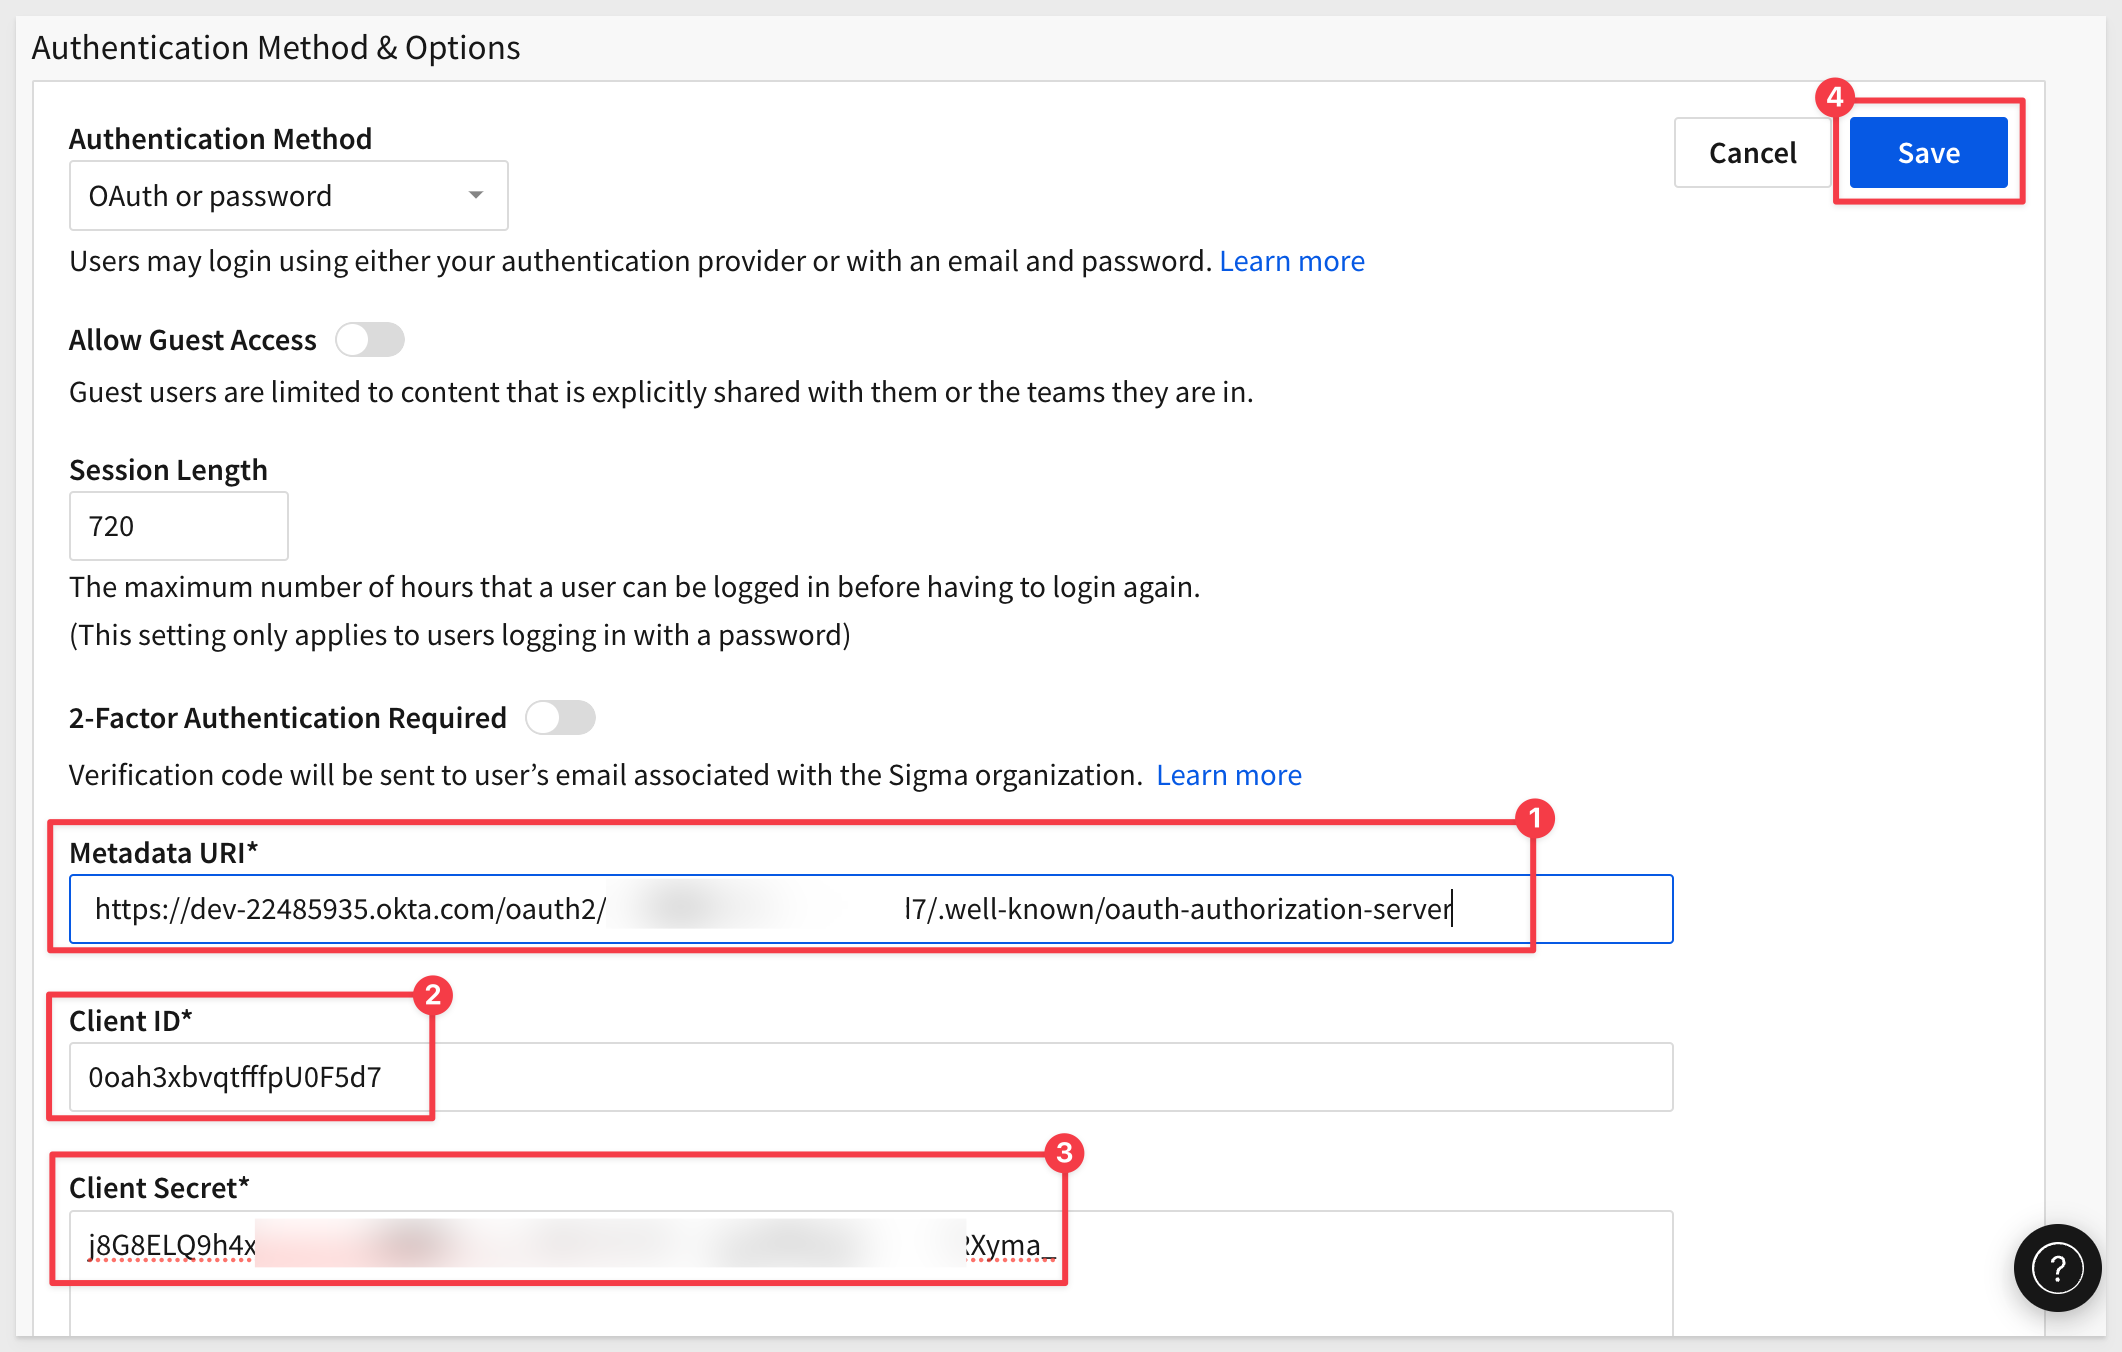 Authentication Method & Options
Authentication Method
4
Cancel
Save
OAuth or password
Users may login using either your authentication provider or with an email and password. Learn more
Allow Guest Access
Guest users are limited to content that is explicitly shared with them or the teams they are in.
Session Length
720
The maximum number of hours that a user can be logged in before having to login again.
(This setting only applies to users logging in with a password)
2-Factor Authentication Required
Verification code will be sent to user’s email associated with the Sigma organization. Learn more
1
Metadata URI*
https://dev-22485935.okta.com/oauth2/ d7/.well-known/oauth-authorization-server
2
Client ID*
0oah3xbvqtfffpU0F5d7
3
Client Secret*
j8G8ELQ9h4x Xyma_
?